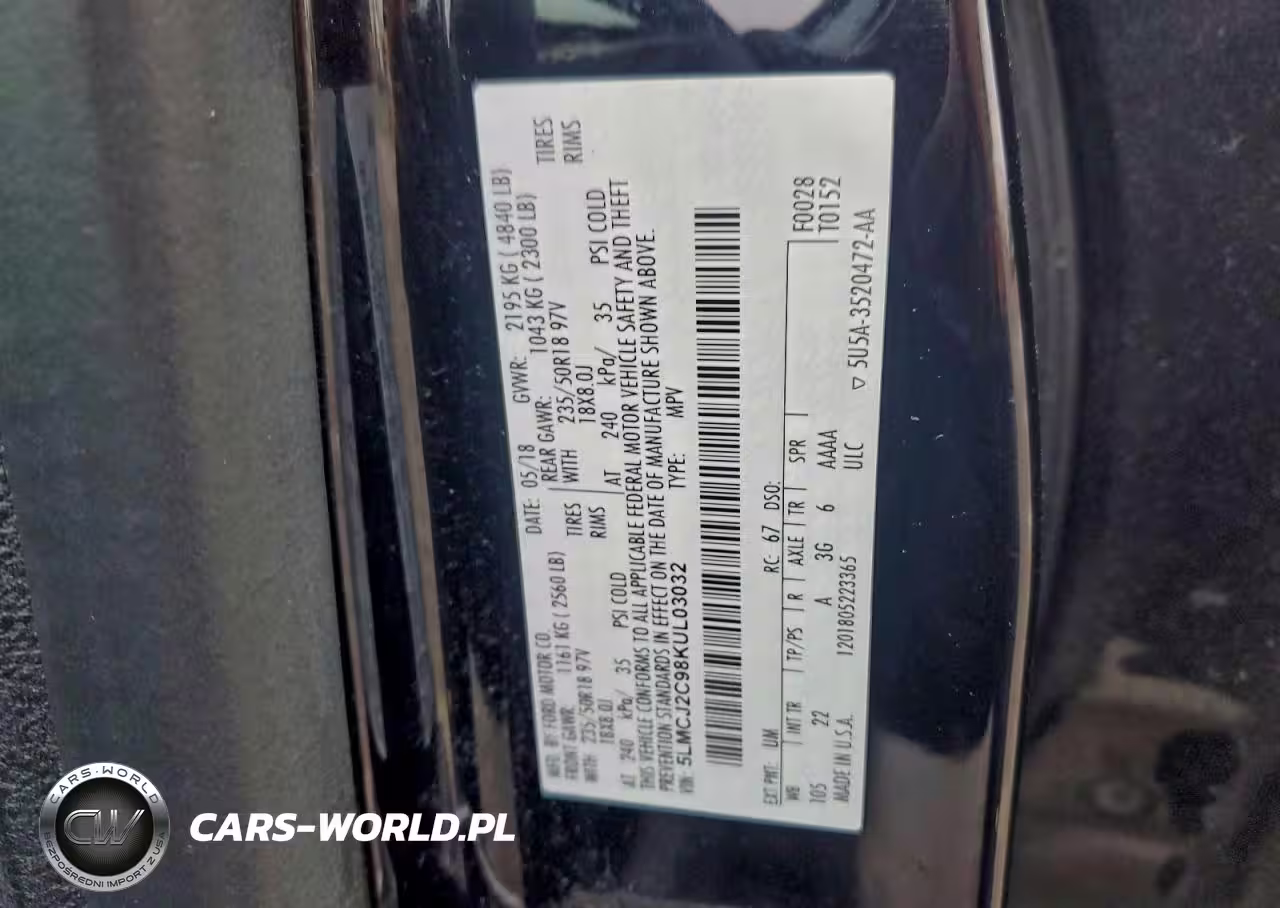 MFD. BY FORD MOTOR CO.
DATE: 05/18 GVWR: 2195 KG ( 4840 LB)
FRONT GAWR: 1161 KG ( 2560 LB) REAR GAWR: 1043 KG ( 2300 LB)
WITH 235/50R18 97V TIRES WITH 235/50R18 97V TIRES
18X8.0J RIMS 18X8.0J RIMS
AT 240 kPa/ 35 PSI COLD AT 240 kPa/ 35 PSI COLD
THIS VEHICLE CONFORMS TO ALL APPLICABLE FEDERAL MOTOR VEHICLE SAFETY AND THEFT
PREVENTION STANDARDS IN EFFECT ON THE DATE OF MANUFACTURE SHOWN ABOVE.
VIN: 5LMCJ2C98KUL03032 TYPE: MPV
EXT PNT: UM RC: 67 DSO:
WB INT TR TP/PS R AXLE TR SPR F0028
105 22 A 3G 6 AAAA T0152
MADE IN U.S.A. 1201805223365 ULC
▽ 5U5A-3520472-AA
CARS-WORLD
CW
BEZPOŚREDNI IMPORT Z USA
CARS-WORLD.PL